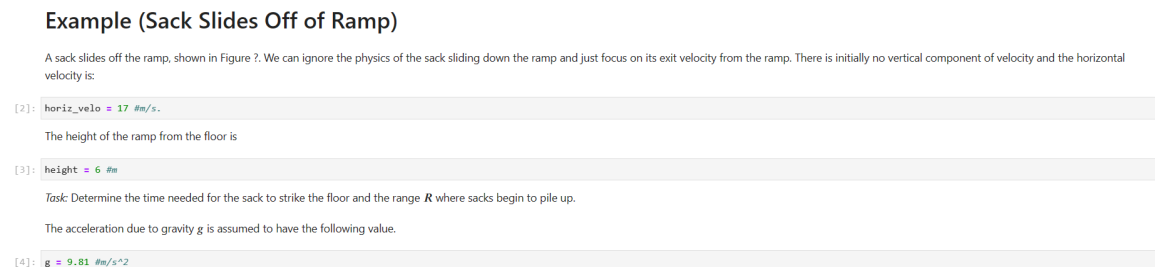 Example (Sack Slides Off of Ramp)
A sack slides off the ramp, shown in Figure ?. We can ignore the physics of the sack sliding down the ramp and just focus on its exit velocity from the ramp. There is initially no vertical component of velocity and the horizontal
velocity is:
[2]: horiz_velo = 17 #m/s.
The height of the ramp from the floor is
[3]: height = 6 #m
Task: Determine the time needed for the sack to strike the floor and the range R where sacks begin to pile up.
The acceleration due to gravity g is assumed to have the following value.
[4]: g = 9.81 #m/s^2